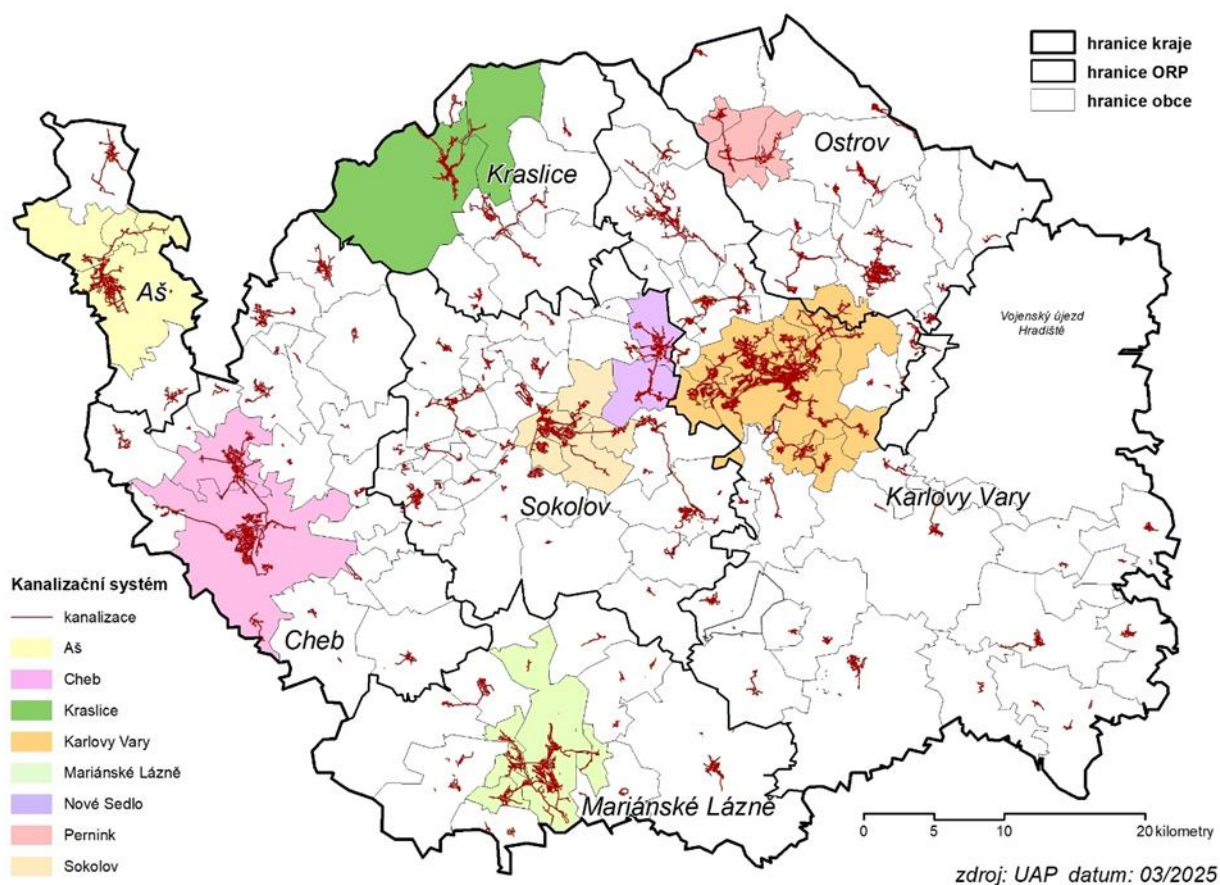 hranice kraje
hranice ORP
hranice obce
Ostrov
Kraslice
Aš
Vojenský újezd
Hradiště
Karlovy Vary
Sokolov
Cheb
Mariánské Lázně
Kanalizační systém
kanalizace
Aš
Cheb
Kraslice
Karlovy Vary
Mariánské Lázně
Nové Sedlo
Pernink
Sokolov
0 5 10 20 kilometry
zdroj: UAP datum: 03/2025